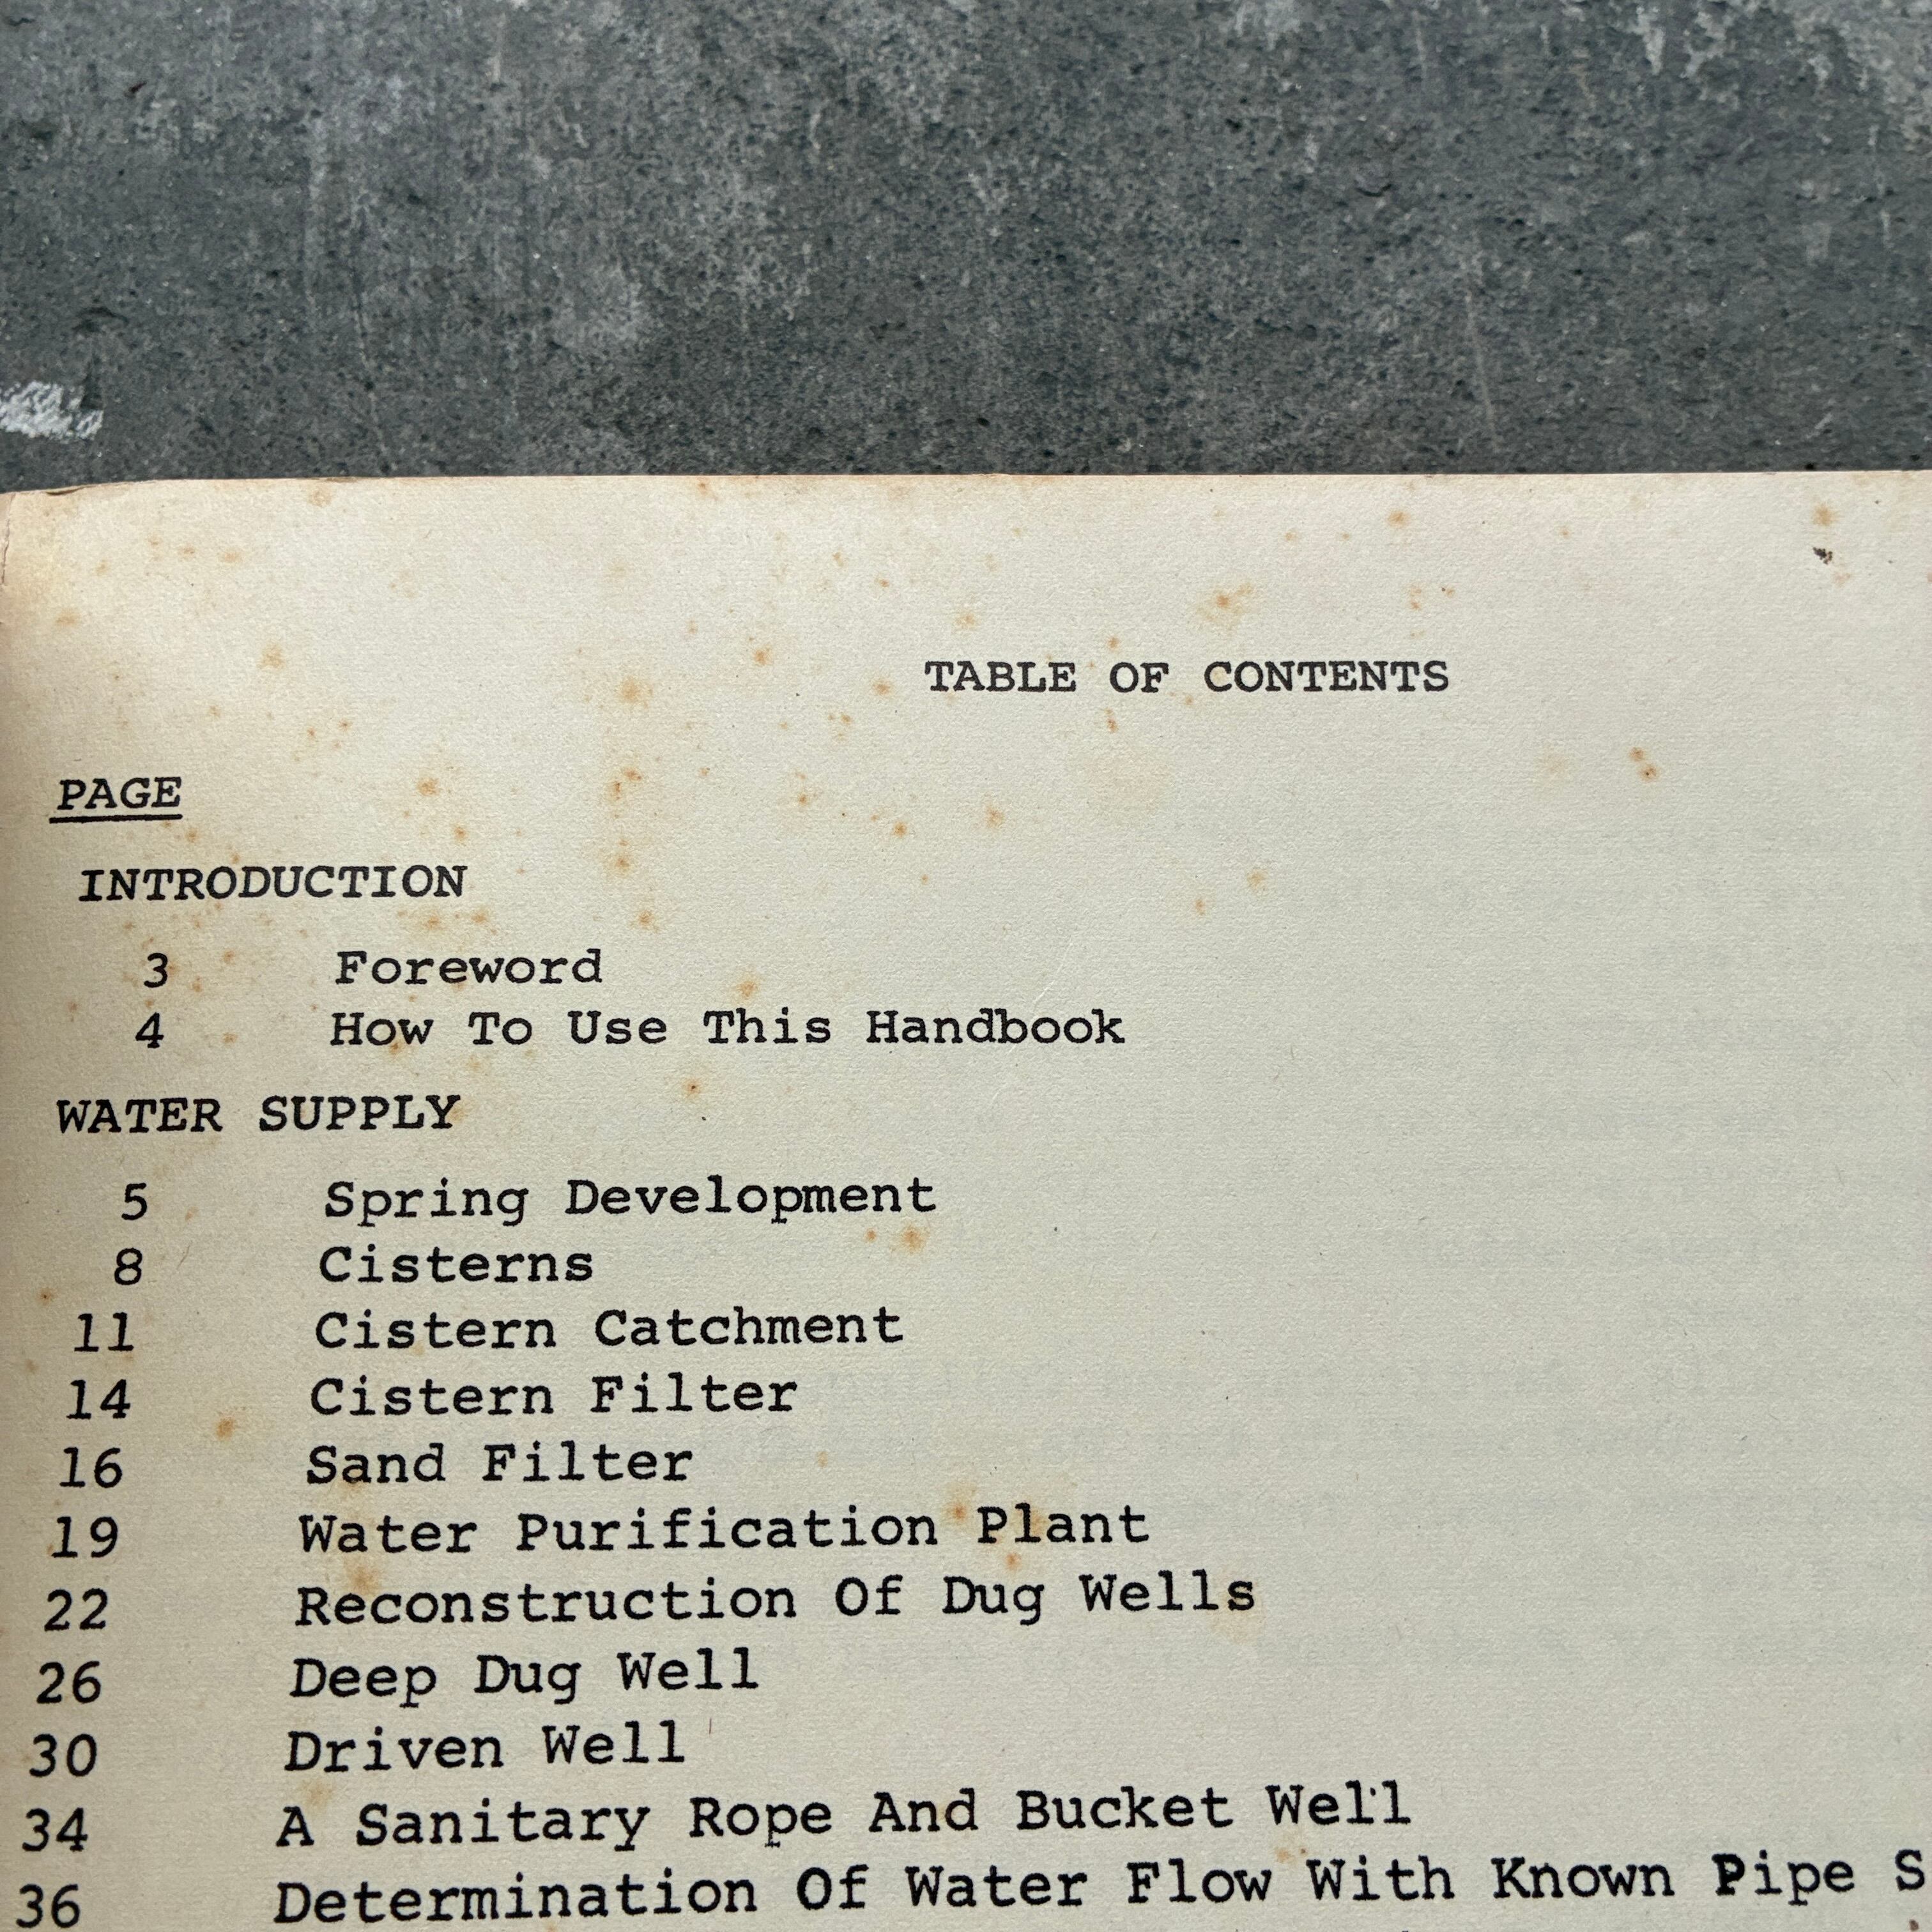 TABLE OF CONTENTS
PAGE
INTRODUCTION
3 Foreword
4 How To Use This Handbook
WATER SUPPLY
5 Spring Development
8 Cisterns
11 Cistern Catchment
14 Cistern Filter
16 Sand Filter
19 Water Purification Plant
22 Reconstruction Of Dug Wells
26 Deep Dug Well
30 Driven Well
34 A Sanitary Rope And Bucket Well
36 Determination Of Water Flow With Known Pipe S